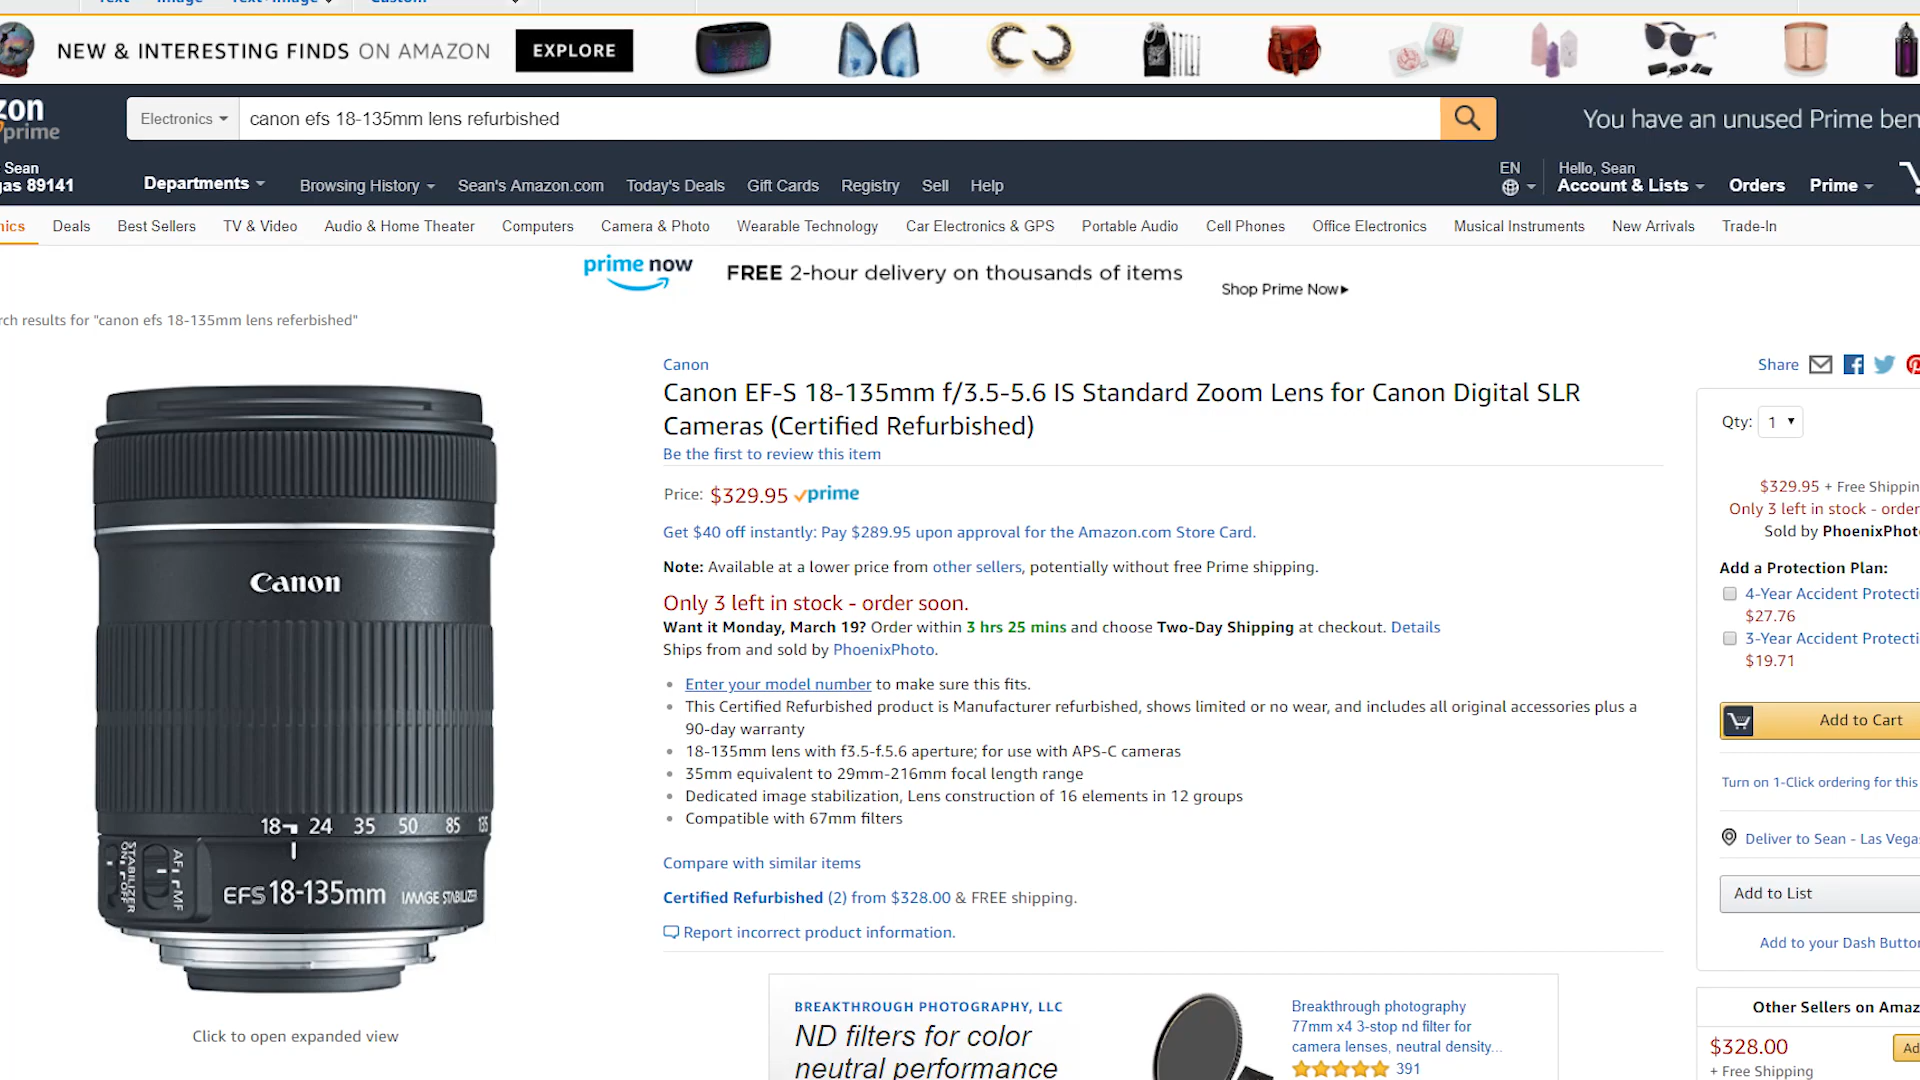 Text Image Text+Image Custom
NEW & INTERESTING FINDS ON AMAZON EXPLORE
zon
prime
Electronics canon efs 18-135mm lens refurbished
You have an unused Prime ben
Sean
gas 89141
Departments Browsing History Sean's Amazon.com Today's Deals Gift Cards Registry Sell Help
EN
Hello, Sean
Account & Lists Orders Prime
nics Deals Best Sellers TV & Video Audio & Home Theater Computers Camera & Photo Wearable Technology Car Electronics & GPS Portable Audio Cell Phones Office Electronics Musical Instruments New Arrivals Trade-In
prime now FREE 2-hour delivery on thousands of items Shop Prime Now
rch results for "canon efs 18-135mm lens referbished"
Canon
18 24 35 50 85 135
STABILIZER
ON OFF
AF MF
EFS 18-135mm IMAGE STABILIZER
Click to open expanded view
Canon
Canon EF-S 18-135mm f/3.5-5.6 IS Standard Zoom Lens for Canon Digital SLR
Cameras (Certified Refurbished)
Be the first to review this item
Price: $329.95 prime
Get $40 off instantly: Pay $289.95 upon approval for the Amazon.com Store Card.
Note: Available at a lower price from other sellers, potentially without free Prime shipping.
Only 3 left in stock - order soon.
Want it Monday, March 19? Order within 3 hrs 25 mins and choose Two-Day Shipping at checkout. Details
Ships from and sold by PhoenixPhoto.
Enter your model number to make sure this fits.
This Certified Refurbished product is Manufacturer refurbished, shows limited or no wear, and includes all original accessories plus a
90-day warranty
18-135mm lens with f3.5-f.5.6 aperture; for use with APS-C cameras
35mm equivalent to 29mm-216mm focal length range
Dedicated image stabilization, Lens construction of 16 elements in 12 groups
Compatible with 67mm filters
Compare with similar items
Certified Refurbished (2) from $328.00 & FREE shipping.
Report incorrect product information.
BREAKTHROUGH PHOTOGRAPHY, LLC
ND filters for color
neutral performance
Breakthrough photography
77mm x4 3-stop nd filter for
camera lenses, neutral density...
391
Share
Qty: 1
$329.95 + Free Shippin
Only 3 left in stock - order
Sold by PhoenixPhoto
Add a Protection Plan:
4-Year Accident Protecti
$27.76
3-Year Accident Protecti
$19.71
Add to Cart
Turn on 1-Click ordering for this
Deliver to Sean - Las Vegas
Add to List
Add to your Dash Button
Other Sellers on Amaz
$328.00 Ad
+ Free Shipping